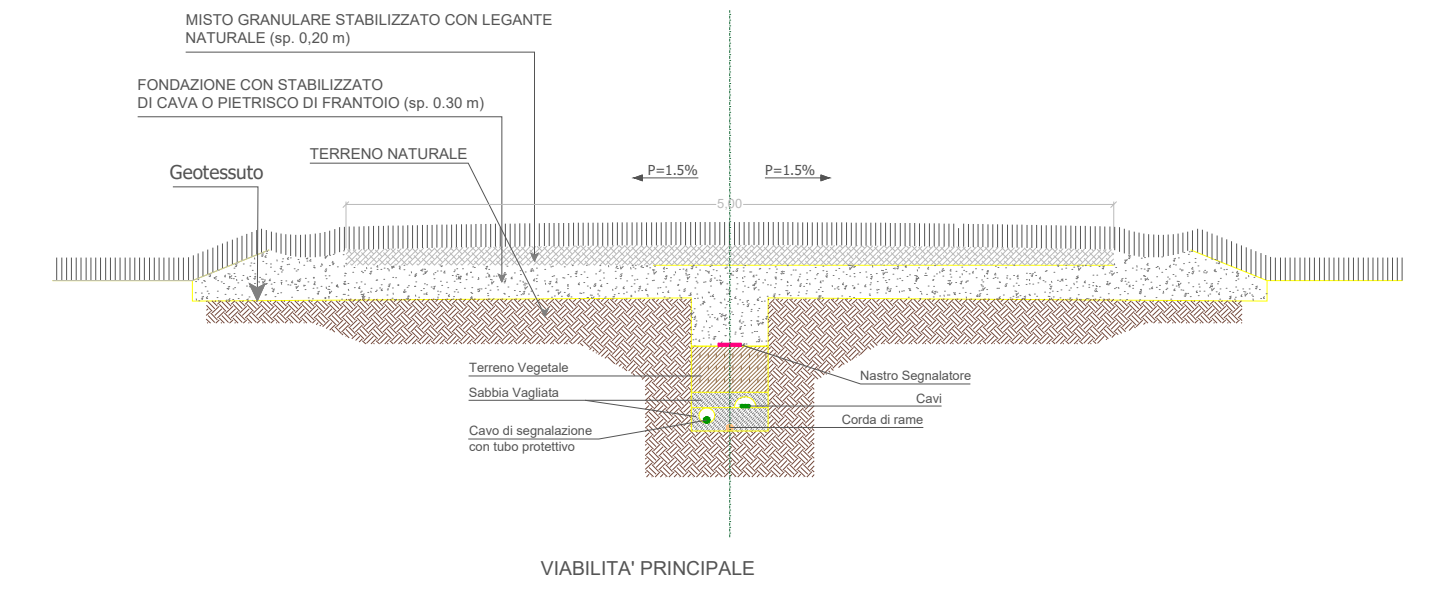 MISTO GRANULARE STABILIZZATO CON LEGANTE
NATURALE (sp. 0,20 m)
FONDAZIONE CON STABILIZZATO
DI CAVA O PIETRISCO DI FRANTOIO (sp. 0.30 m)
TERRENO NATURALE
Geotessuto
P=1.5%
P=1.5%
5,00
Terreno Vegetale
Sabbia Vagliata
Cavo di segnalazione
con tubo protettivo
Nastro Segnalatore
Cavi
Corda di rame
VIABILITA' PRINCIPALE